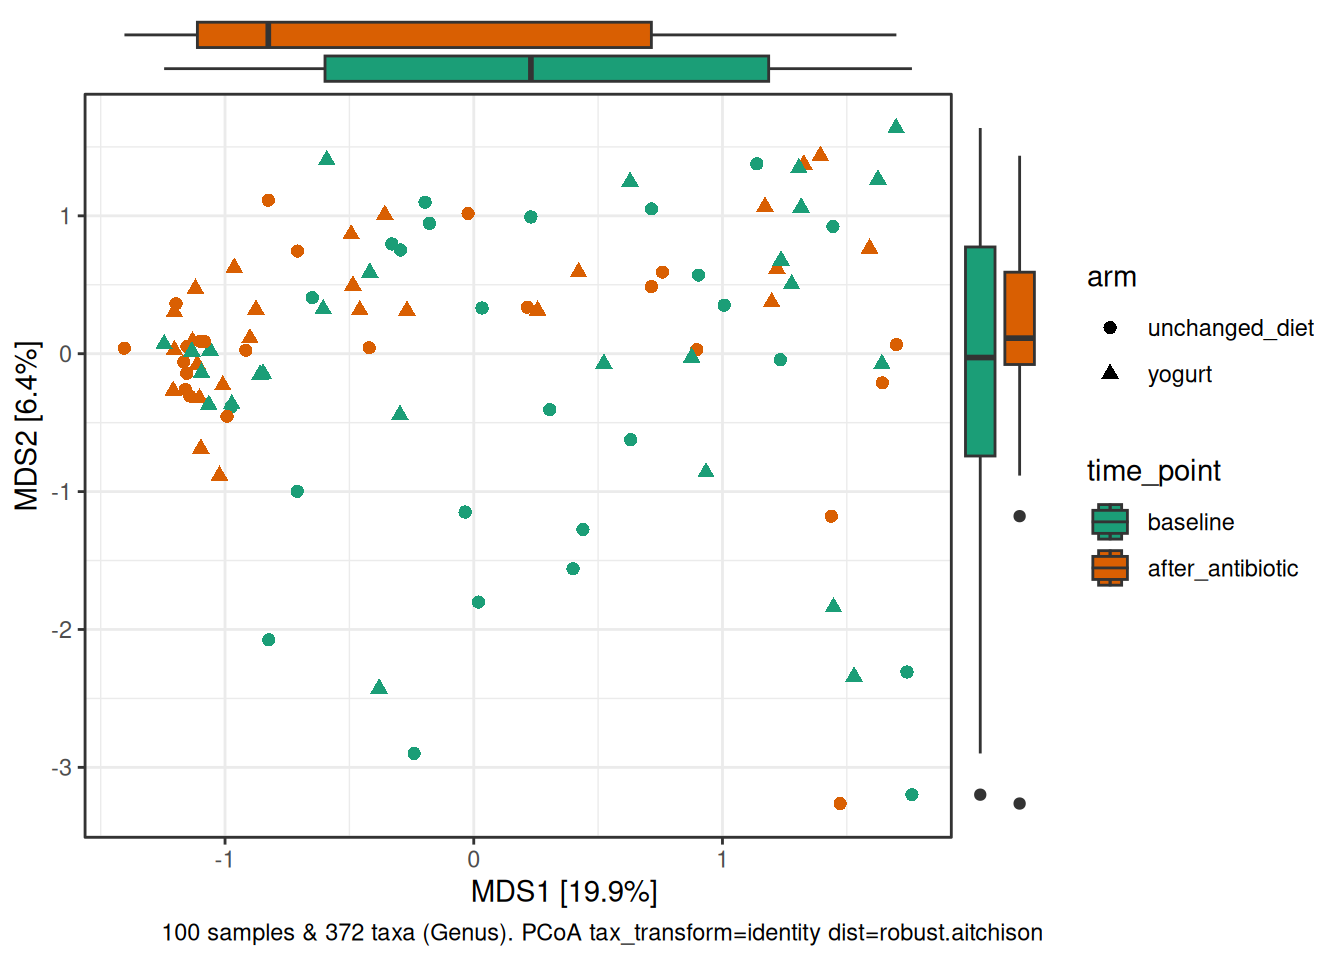 1
0
-1
-2
-3
MDS2 [6.4%]
-1
0
1
MDS1 [19.9%]
100 samples & 372 taxa (Genus). PCoA tax_transform=identity dist=robust.aitchison
arm
unchanged_diet
yogurt
time_point
baseline
after_antibiotic